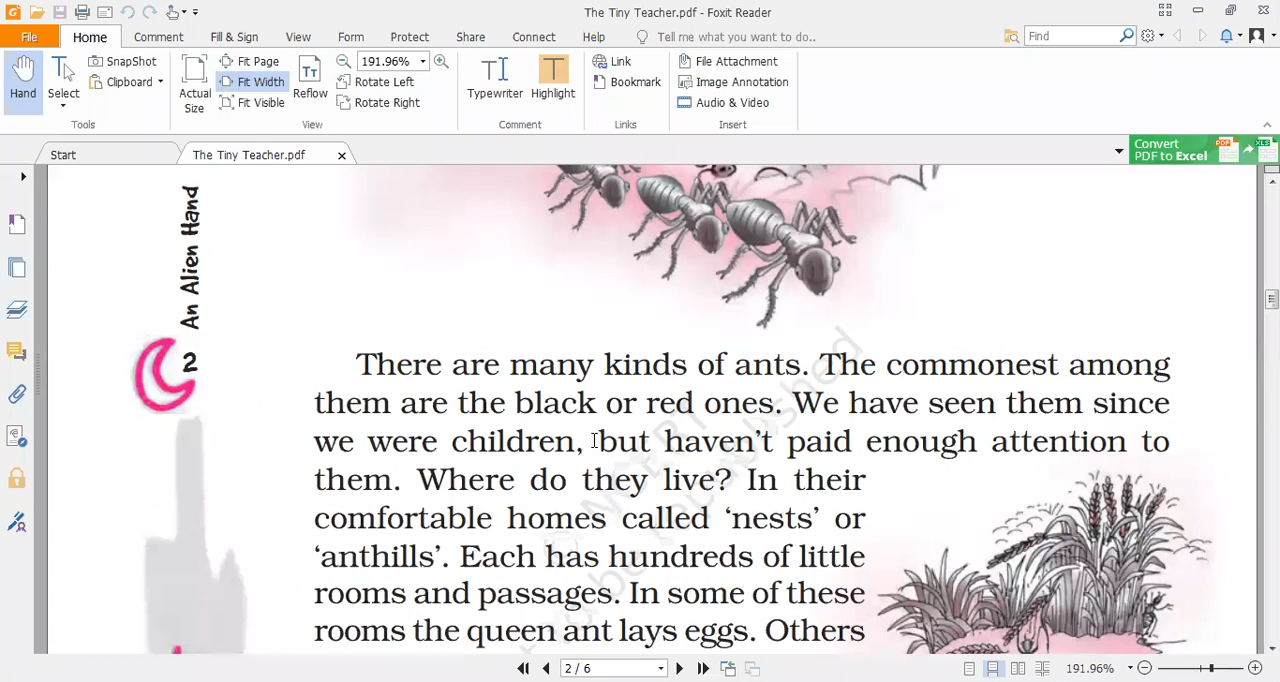 The Tiny Teacher.pdf - Foxit Reader
File Home Comment Fill & Sign View Form Protect Share Connect Help Tell me what you want to do.. Find
Hand Select SnapShot Clipboard Actual Size Fit Page Fit Width Fit Visible Reflow 191.96% Rotate Left Rotate Right Typewriter Highlight Link Bookmark File Attachment Image Annotation Audio & Video
Tools View Comment Links Insert
Start The Tiny Teacher.pdf Convert PDF to Excel
An Alien Hand
2
There are many kinds of ants. The commonest among
them are the black or red ones. We have seen them since
we were children, but haven't paid enough attention to
them. Where do they live? In their
comfortable homes called 'nests' or
'anthills'. Each has hundreds of little
rooms and passages. In some of these
rooms the queen ant lays eggs. Others
2 / 6 191.96%